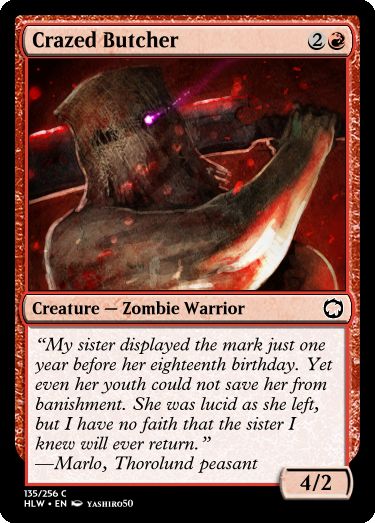 Crazed Butcher 2
Creature — Zombie Warrior
“My sister displayed the mark just one
year before her eighteenth birthday. Yet
even her youth could not save her from
banishment. She was lucid as she left,
but I have no faith that the sister I
knew will ever return.”
—Marlo, Thorolund peasant
4/2
135/256 C
HLW • EN YASHIRO50